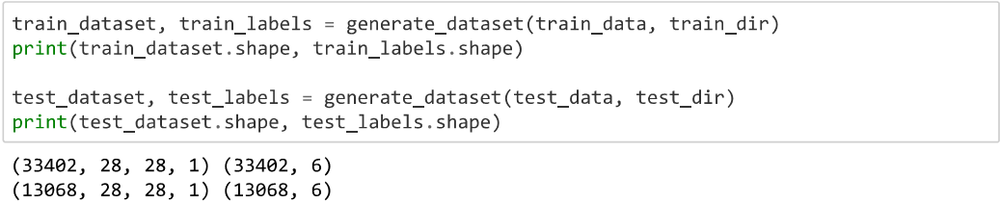 train_dataset, train_labels = generate_dataset(train_data, train_dir)
print(train_dataset.shape, train_labels.shape)
test_dataset, test_labels = generate_dataset(test_data, test_dir)
print(test_dataset.shape, test_labels.shape)
(33402, 28, 28, 1) (33402, 6)
(13068, 28, 28, 1) (13068, 6)